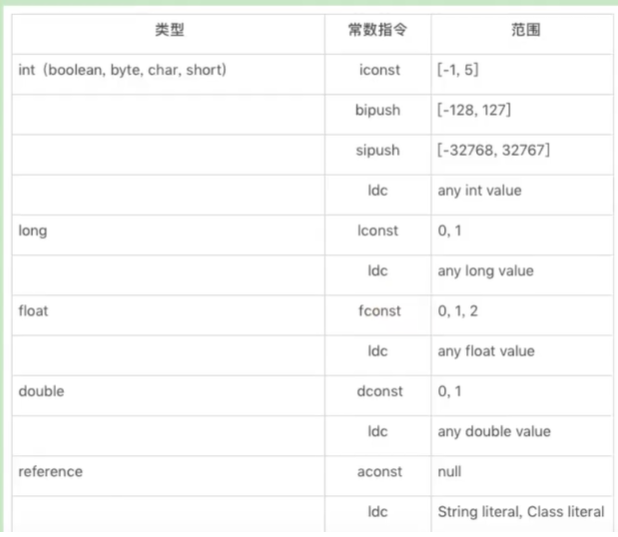 类型 常数指令 范围
int（boolean, byte, char, short） iconst [-1, 5]
bipush [-128, 127]
sipush [-32768, 32767]
ldc any int value
long lconst 0, 1
ldc any long value
float fconst 0, 1, 2
ldc any float value
double dconst 0, 1
ldc any double value
reference aconst null
ldc String literal, Class literal